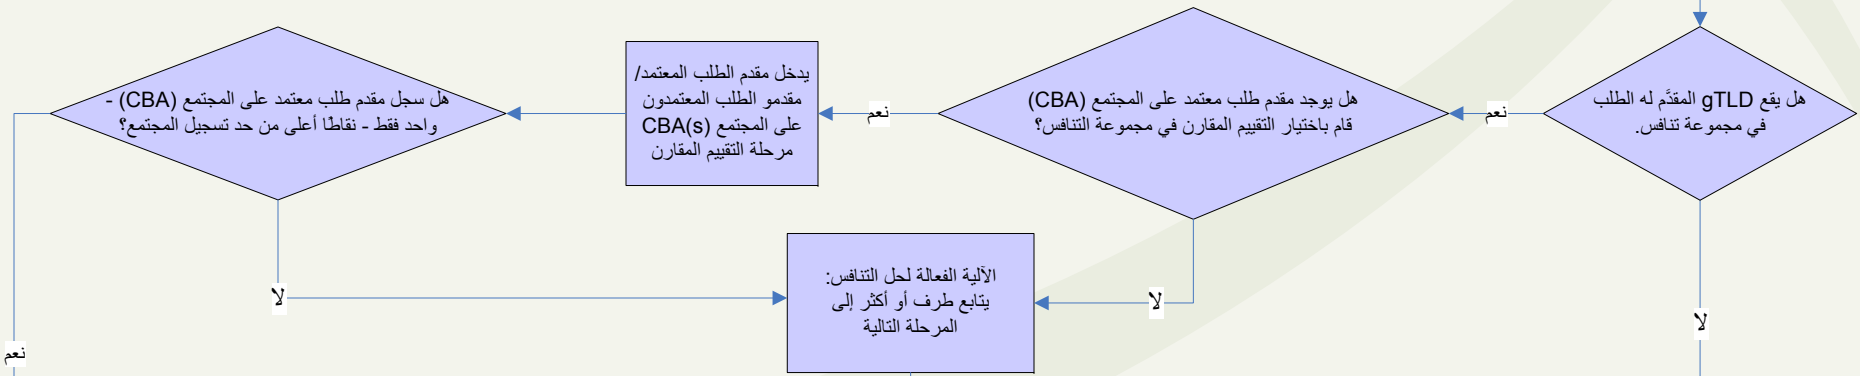 هل يقع gTLD المقدَّم له الطلب
في مجموعة تنافس.
نعم
هل يوجد مقدم طلب معتمد على المجتمع (CBA)
قام باختيار التقييم المقارن في مجموعة التنافس؟
نعم
يدخل مقدم الطلب المعتمد/
مقدمو الطلب المعتمدون
على المجتمع CBA(s)
مرحلة التقييم المقارن
هل سجل مقدم طلب معتمد على المجتمع (CBA) -
واحد فقط - نقاطًا أعلى من حد تسجيل المجتمع؟
لا
لا
لا
الآلية الفعالة لحل التنافس:
يتابع طرف أو أكثر إلى
المرحلة التالية
نعم